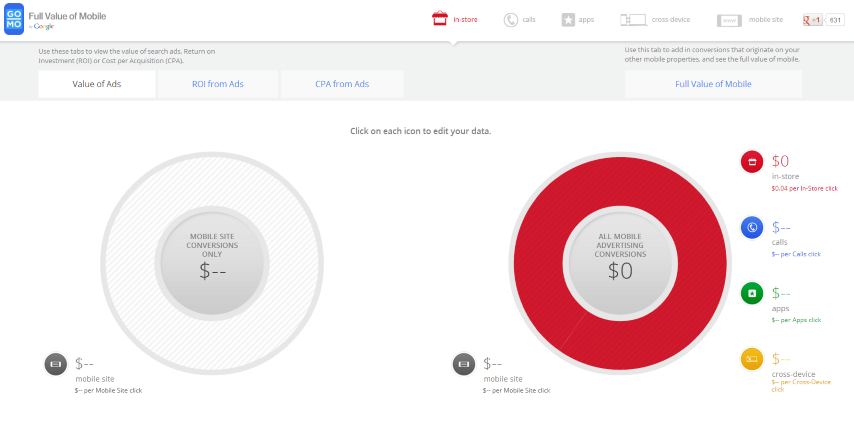 GO
MO
Full Value of Mobile
by Google
in-store
calls
apps
cross device
www
mobile site
+1
631
Use these tabs to view the value of search ads. Return on
Investment (ROI) or Cost per Acquisition (CPA).
Use this tab to add in conversions that originate on your
other mobile properties, and see the full value of mobile.
Value of Ads
ROI from Ads
CPA from Ads
Full Value of Mobile
Click on each icon to edit your data.
MOBILE SITE
CONVERSIONS
ONLY
$--
$--
mobile site
$-- per Mobile Site click
ALL MOBILE
ADVERTISING
CONVERSIONS
$0
$--
mobile site
$-- per Mobile Site click
$0
in-store
$0.04 per In-Store click
$--
calls
$-- per Calls click
$--
apps
$-- per Apps click
$--
cross-device
$-- per Cross-Device
click